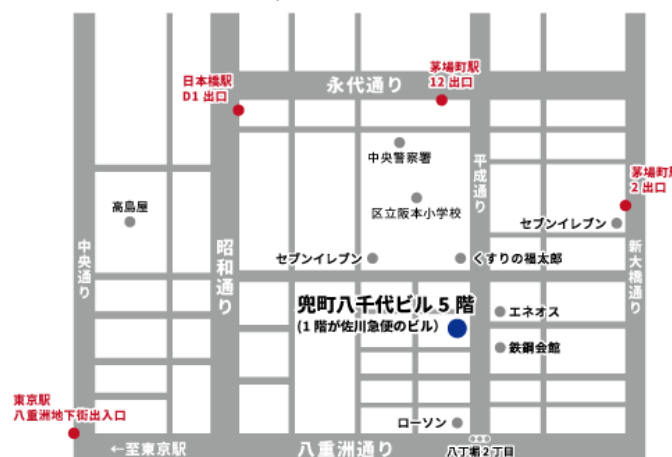 日本橋駅
D1 出口
永代通り
茅場町駅
12 出口
中央警察署
平成通り
茅場町駅
2 出口
高島屋
区立阪本小学校
セブンイレブン
中央通り
昭和通り
セブンイレブン
くすりの福太郎
新大橋通り
兜町八千代ビル 5 階
(1 階が佐川急便のビル)
エネオス
鉄鋼会館
東京駅
八重洲地下街出入口
ローソン
←至東京駅
八重洲通り
八丁堀 2 丁目